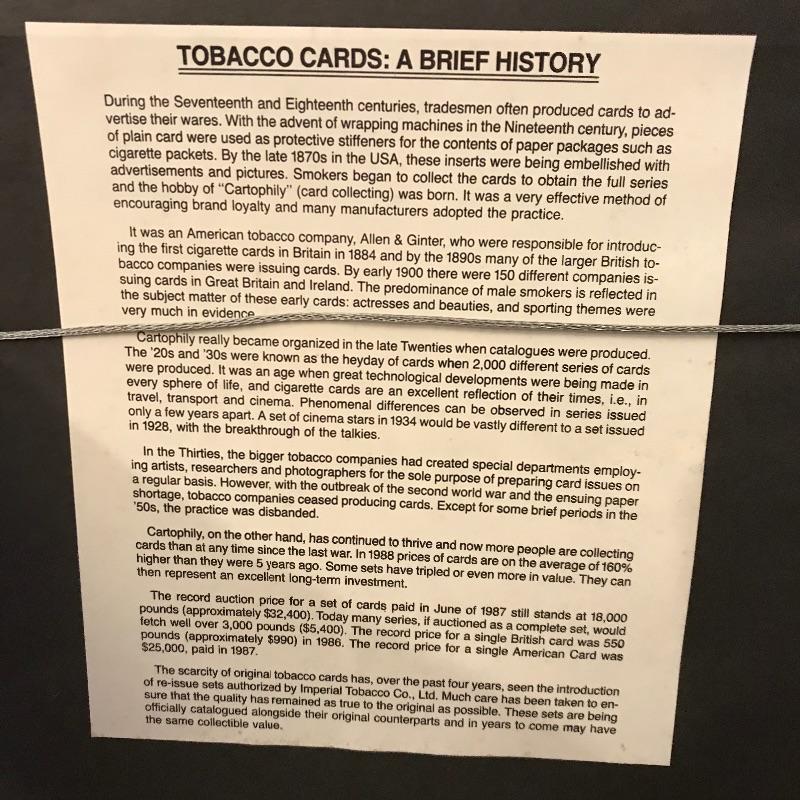 TOBACCO CARDS: A BRIEF HISTORY
During the Seventeenth and Eighteenth centuries, tradesmen often produced cards to ad-
vertise their wares. With the advent of wrapping machines in the Nineteenth century, pieces
of plain card were used as protective stiffeners for the contents of paper packages such as
cigarette packets. By the late 1870s in the USA, these inserts were being embellished with
advertisements and pictures. Smokers began to collect the cards to obtain the full series
and the hobby of "Cartophily" (card collecting) was born. It was a very effective method of
encouraging brand loyalty and many manufacturers adopted the practice.
It was an American tobacco company, Allen & Ginter, who were responsible for introduc-
ing the first cigarette cards in Britain in 1884 and by the 1890s many of the larger British to-
bacco companies were issuing cards. By early 1900 there were 150 different companies is-
suing cards in Great Britain and Ireland. The predominance of male smokers is reflected in
the subject matter of these early cards: actresses and beauties, and sporting themes were
very much in evidence
Cartophily really became organized in the late Twenties when catalogues were produced.
The '20s and '30s were known as the heyday of cards when 2,000 different series of cards
were produced. It was an age when great technological developments were being made in
every sphere of life, and cigarette cards are an excellent reflection of their times, i.e., in
travel, transport and cinema. Phenomenal differences can be observed in series issued
only a few years apart. A set of cinema stars in 1934 would be vastly different to a set issued
in 1928, with the breakthrough of the talkies.
In the Thirties, the bigger tobacco companies had created special departments employ-
ing artists, researchers and photographers for the sole purpose of preparing card issues on
a regular basis. However, with the outbreak of the second world war and the ensuing paper
shortage, tobacco companies ceased producing cards. Except for some brief periods in the
'50s, the practice was disbanded.
Cartophily, on the other hand, has continued to thrive and now more people are collecting
cards than at any time since the last war. In 1988 prices of cards are on the average of 160%
higher than they were 5 years ago. Some sets have tripled or even more in value. They can
then represent an excellent long-term investment.
The record auction price for a set of cards paid in June of 1987 still stands at 18,000
pounds (approximately $32,400). Today many series, if auctioned as a complete set, would
fetch well over 3,000 pounds ($5,400). The record price for a single British card was 550
pounds (approximately $990) in 1986. The record price for a single American Card was
$25,000, paid in 1987.
The scarcity of original tobacco cards has, over the past four years, seen the introduction
of re-issue sets authorized by Imperial Tobacco Co., Ltd. Much care has been taken to en-
sure that the quality has remained as true to the original as possible. These sets are being
officially catalogued alongside their original counterparts and in years to come may have
the same collectible value.